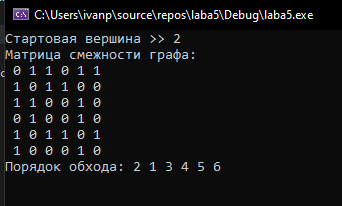 C:\Users\ivanp\source\repos\laba5\Debug\laba5.exe
Стартовая вершина >> 2
Матрица смежности графа:
0 1 1 0 1 1
1 0 1 1 0 0
1 1 0 0 1 0
0 1 0 0 1 0
1 0 1 1 0 1
1 0 0 0 1 0
Порядок обхода: 2 1 3 4 5 6